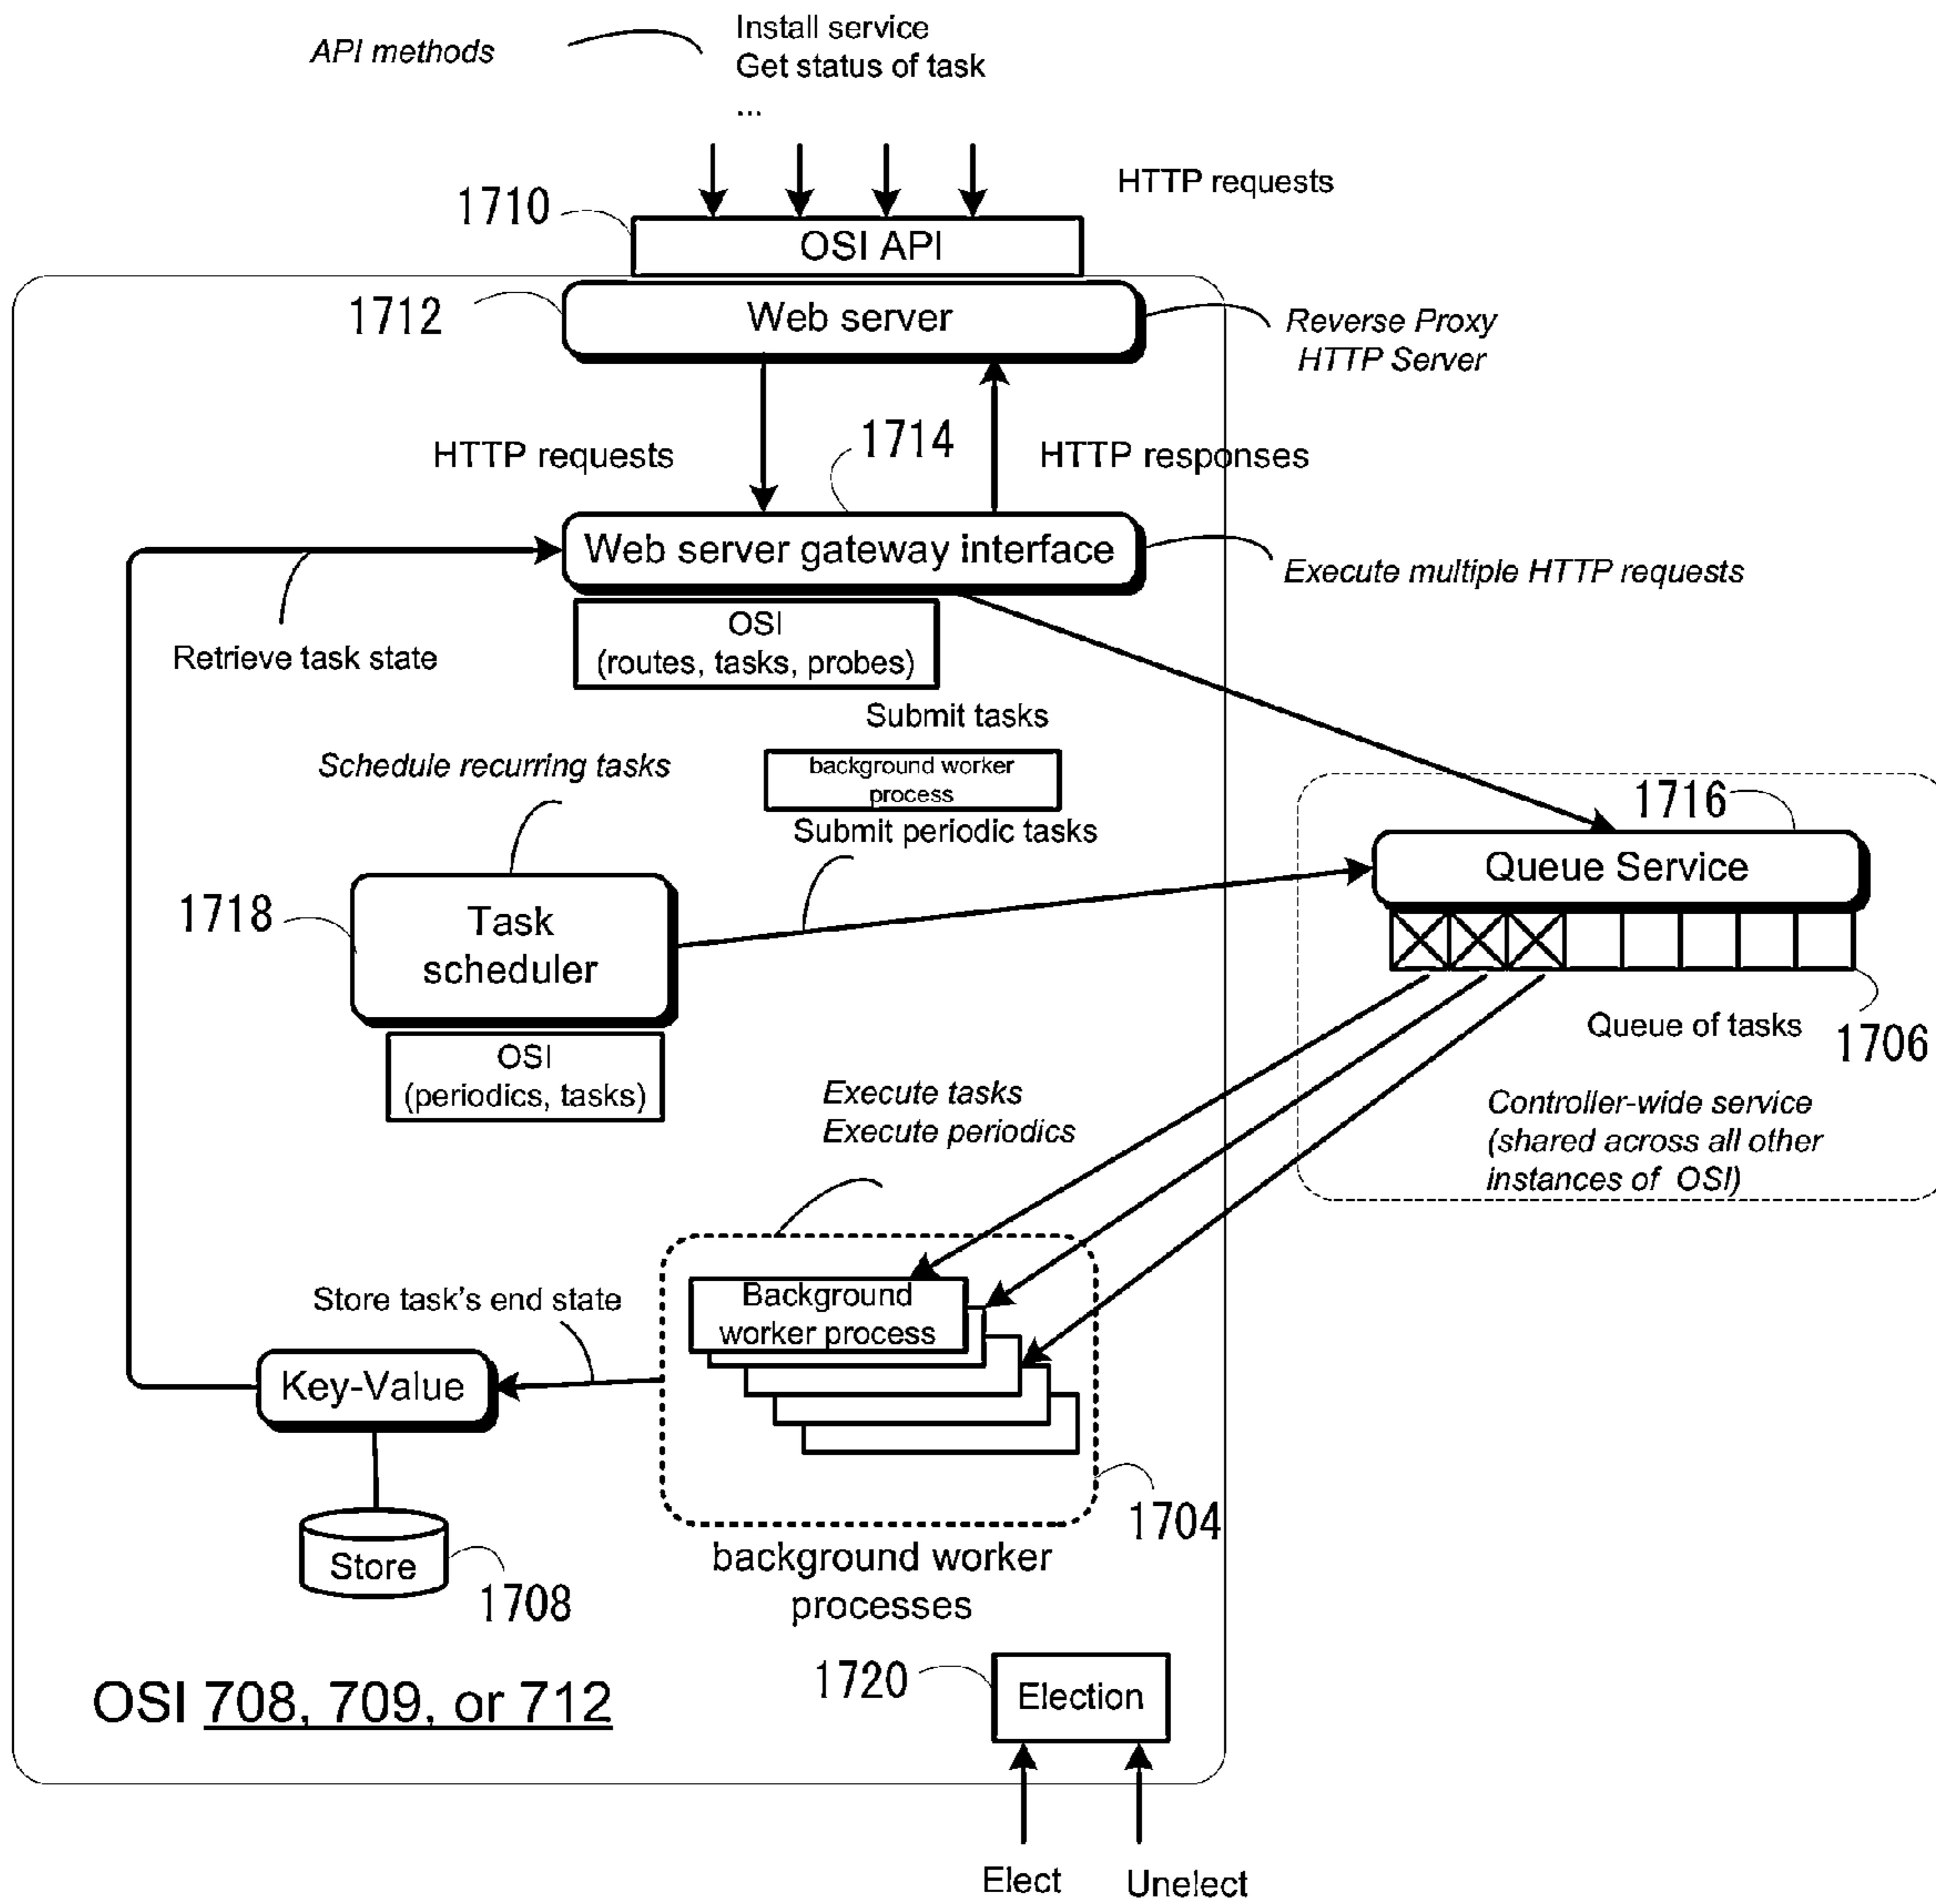 API methods
Install service
Get status of task
...
HTTP requests
1710
OSI API
1712
Web server
Reverse Proxy
HTTP Server
HTTP requests
1714
HTTP responses
Web server gateway interface
Execute multiple HTTP requests
OSI
(routes, tasks, probes)
Retrieve task state
Submit tasks
Schedule recurring tasks
background worker
process
Submit periodic tasks
1716
Queue Service
1718
Task
scheduler
Queue of tasks
1706
OSI
(periodics, tasks)
Execute tasks
Execute periodics
Controller-wide service
(shared across all other
instances of OSI)
Store task's end state
Background
worker process
Key-Value
1704
Store
1708
background worker
processes
1720
Election
OSI 708, 709, or 712
Elect
Unelect